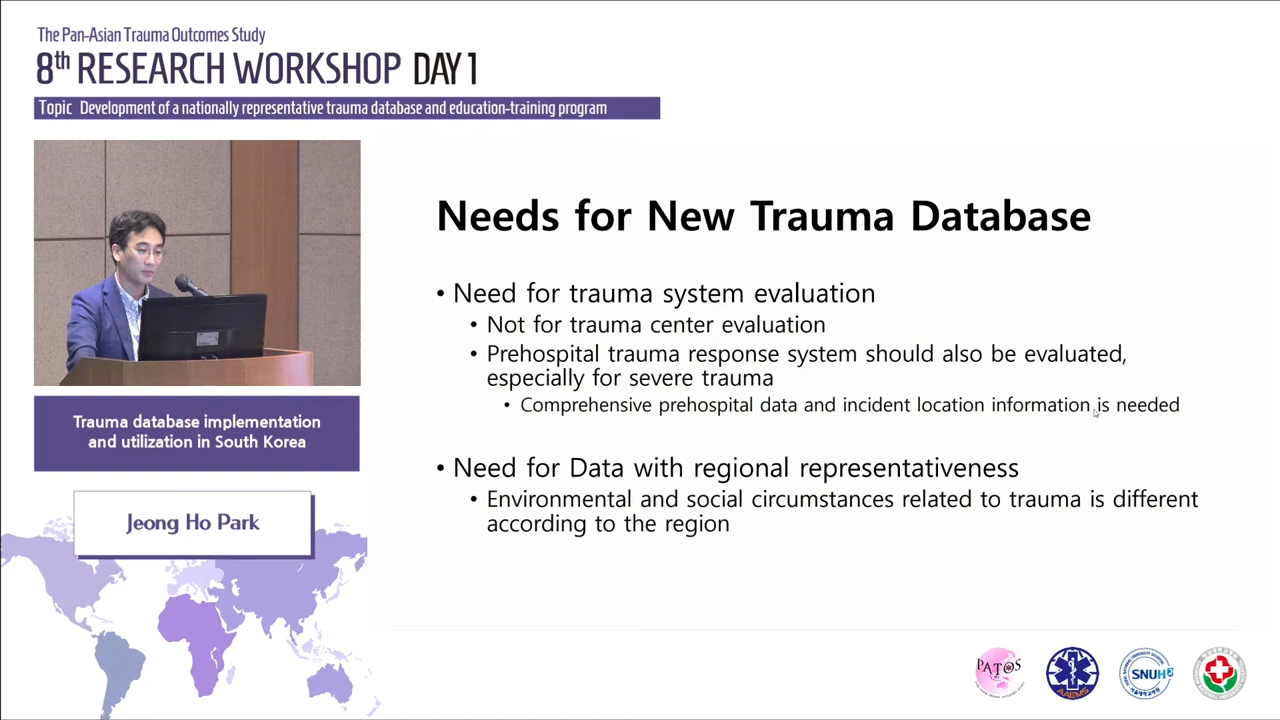 The Pan-Asian Trauma Outcomes Study
8th RESEARCH WORKSHOP DAY 1
Topic Development of a nationally representative trauma database and education-training program
Trauma database implementation
and utilization in South Korea
Jeong Ho Park
Needs for New Trauma Database
• Need for trauma system evaluation
• Not for trauma center evaluation
• Prehospital trauma response system should also be evaluated,
especially for severe trauma
• Comprehensive prehospital data and incident location information is needed
• Need for Data with regional representativeness
• Environmental and social circumstances related to trauma is different
according to the region
PATOS
AAEMS
SNUH